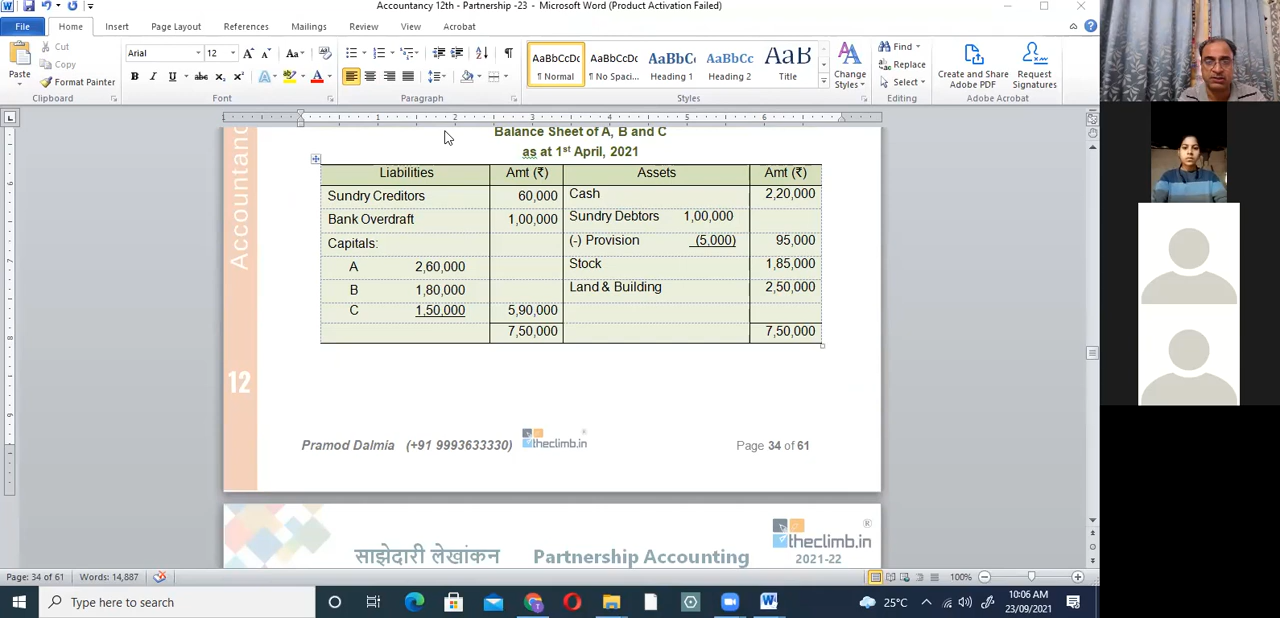 Accountancy 12th - Partnership -23 - Microsoft Word (Product Activation Failed)
File Home Insert Page Layout References Mailings Review View Acrobat
Paste
Cut
Copy
Format Painter
Clipboard
Arial 12
Font
Paragraph
AaBbCcDc AaBbCcDc AaBbC AaBbCc AaB
¶ Normal ¶ No Spaci... Heading 1 Heading 2 Title
Change Styles
Styles
Find
Replace
Select
Editing
Create and Share Adobe PDF
Request Signatures
Adobe Acrobat
Accountan
12
Balance Sheet of A, B and C
as at 1st April, 2021
Liabilities Amt (₹) Assets Amt (₹)
Sundry Creditors 60,000 Cash 2,20,000
Bank Overdraft 1,00,000 Sundry Debtors 1,00,000
Capitals: (-) Provision (5,000) 95,000
A 2,60,000 Stock 1,85,000
B 1,80,000 Land & Building 2,50,000
C 1,50,000 5,90,000
7,50,000 7,50,000
Pramod Dalmia (+91 9993633330) theclimb.in Page 34 of 61
साझेदारी लेखांकन Partnership Accounting
theclimb.in
2021-22
Page: 34 of 61 Words: 14,887 100%
Type here to search
25°C
10:06 AM
23/09/2021